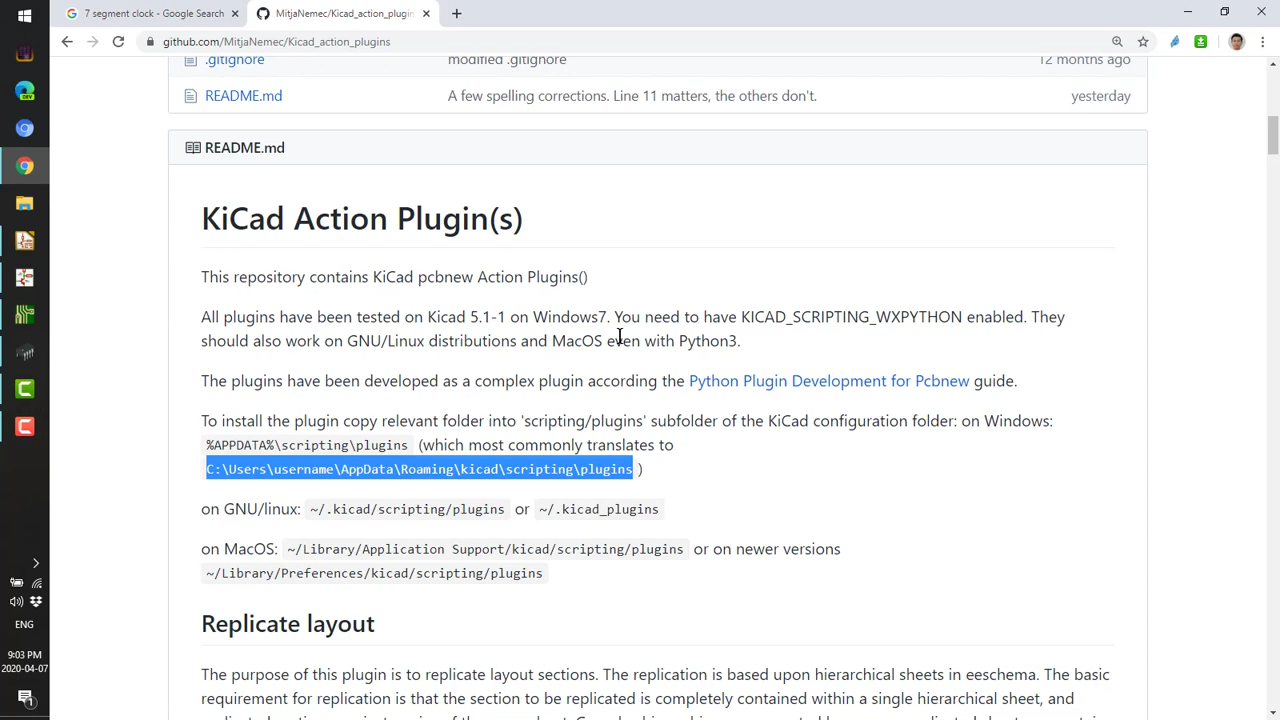 7 segment clock - Google Search
MitjaNemec/Kicad_action_plugin
github.com/MitjaNemec/Kicad_action_plugins
.gitignore modified .gitignore 12 months ago
README.md A few spelling corrections. Line 11 matters, the others don't. yesterday
README.md
KiCad Action Plugin(s)
This repository contains KiCad pcbnew Action Plugins()
All plugins have been tested on Kicad 5.1-1 on Windows7. You need to have KICAD_SCRIPTING_WXPYTHON enabled. They
should also work on GNU/Linux distributions and MacOS even with Python3.
The plugins have been developed as a complex plugin according the Python Plugin Development for Pcbnew guide.
To install the plugin copy relevant folder into 'scripting/plugins' subfolder of the KiCad configuration folder: on Windows:
%APPDATA%\scripting\plugins (which most commonly translates to
C:\Users\username\AppData\Roaming\kicad\scripting\plugins )
on GNU/linux: ~/.kicad/scripting/plugins or ~/.kicad_plugins
on MacOS: ~/Library/Application Support/kicad/scripting/plugins or on newer versions
~/Library/Preferences/kicad/scripting/plugins
Replicate layout
The purpose of this plugin is to replicate layout sections. The replication is based upon hierarchical sheets in eeschema. The basic
requirement for replication is that the section to be replicated is completely contained within a single hierarchical sheet, and
DEV
ENG
9:03 PM
2020-04-07
1